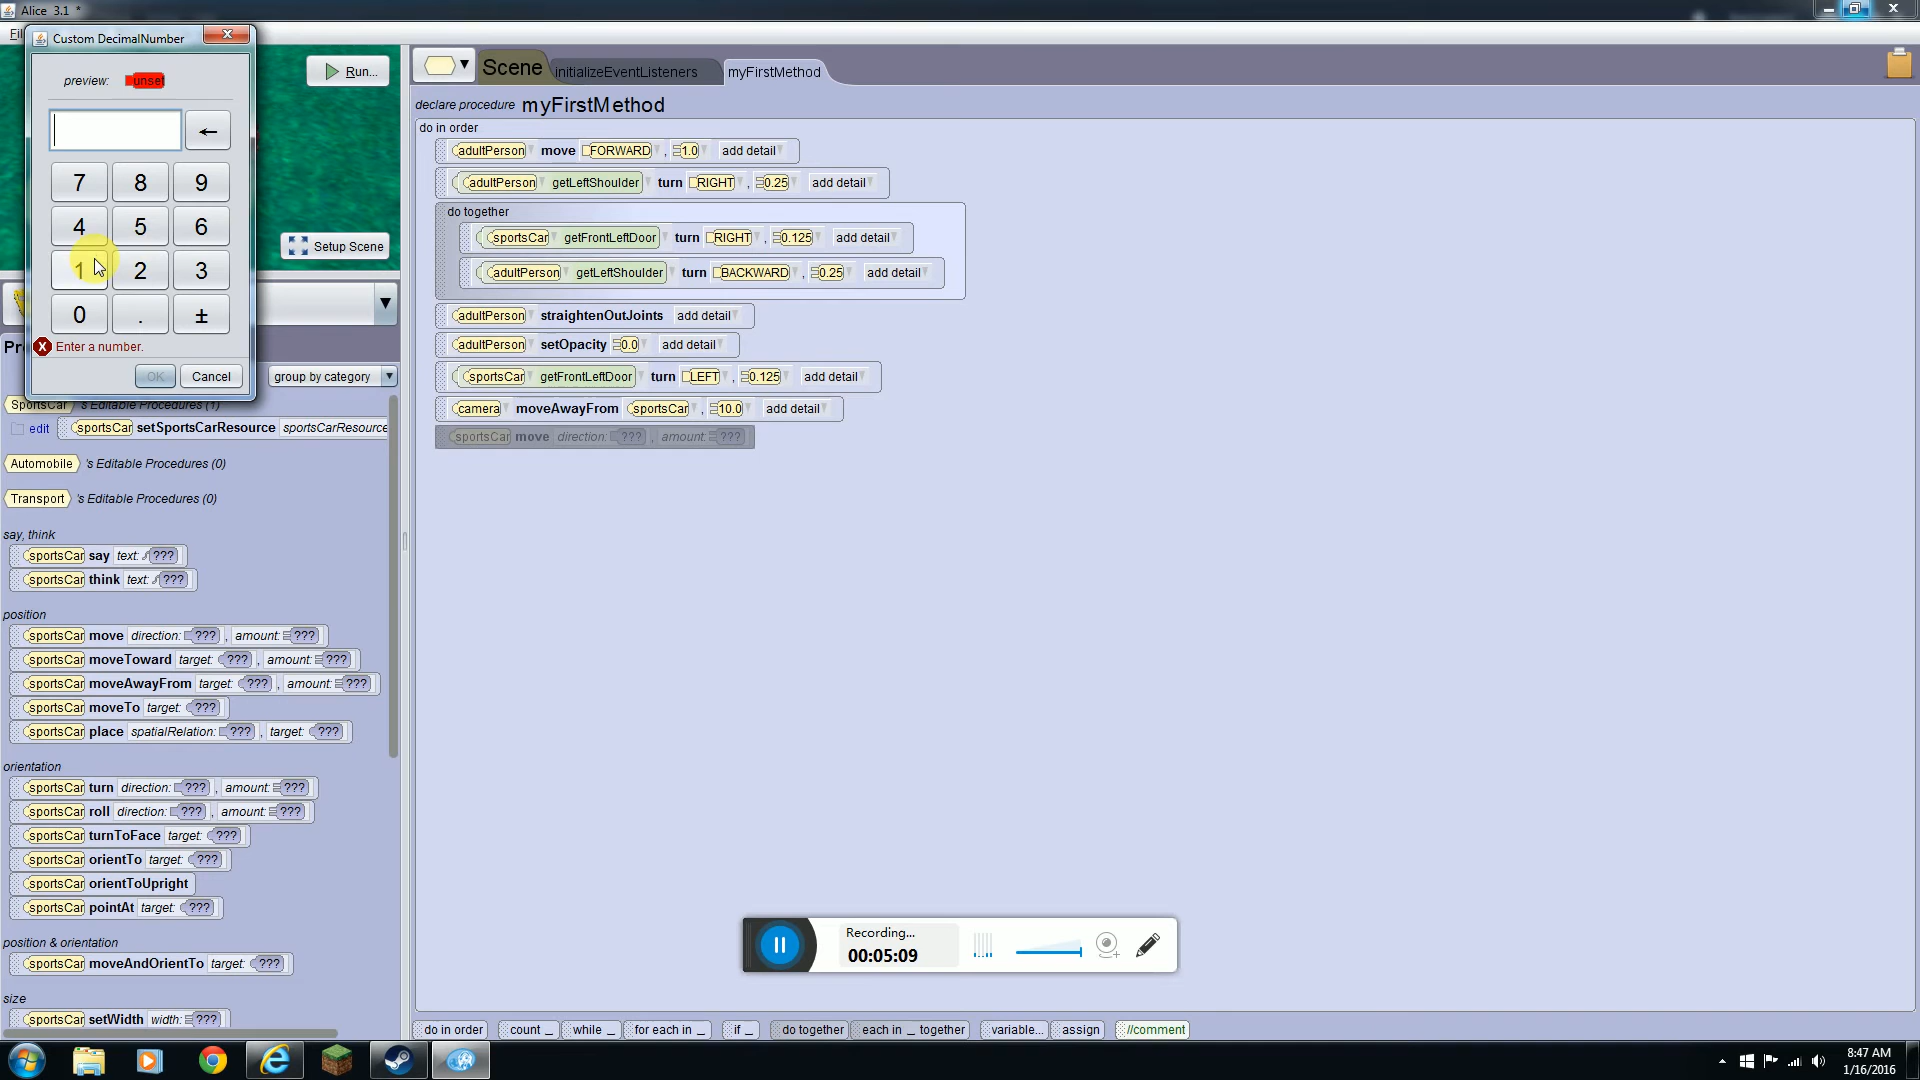 Alice 3.1 *
Fi
Custom DecimalNumber
preview: unset
←
7 8 9
4 5 6
1 2 3
0 . ±
Enter a number.
OK Cancel
Run...
Setup Scene
Pr
group by category
Scene initializeEventListeners myFirstMethod
declare procedure myFirstMethod
do in order
adultPerson move FORWARD , 1.0 add detail
adultPerson getLeftShoulder turn RIGHT , 0.25 add detail
do together
sportsCar getFrontLeftDoor turn RIGHT , 0.125 add detail
adultPerson getLeftShoulder turn BACKWARD , 0.25 add detail
adultPerson straightenOutJoints add detail
adultPerson setOpacity 0.0 add detail
sportsCar getFrontLeftDoor turn LEFT , 0.125 add detail
camera moveAwayFrom sportsCar , 10.0 add detail
sportsCar move direction: ??? , amount: ???
SportsCar 's Editable Procedures (1)
edit sportsCar setSportsCarResource sportsCarResource
Automobile 's Editable Procedures (0)
Transport 's Editable Procedures (0)
say, think
sportsCar say text: ???
sportsCar think text: ???
position
sportsCar move direction: ??? , amount: ???
sportsCar moveToward target: ??? , amount: ???
sportsCar moveAwayFrom target: ??? , amount: ???
sportsCar moveTo target: ???
sportsCar place spatialRelation: ??? , target: ???
orientation
sportsCar turn direction: ??? , amount: ???
sportsCar roll direction: ??? , amount: ???
sportsCar turnToFace target: ???
sportsCar orientTo target: ???
sportsCar orientToUpright
sportsCar pointAt target: ???
position & orientation
sportsCar moveAndOrientTo target: ???
size
sportsCar setWidth width: ???
Recording...
00:05:09
do in order count _ while _ for each in _ if _ do together each in _ together variable... assign //comment
8:47 AM
1/16/2016